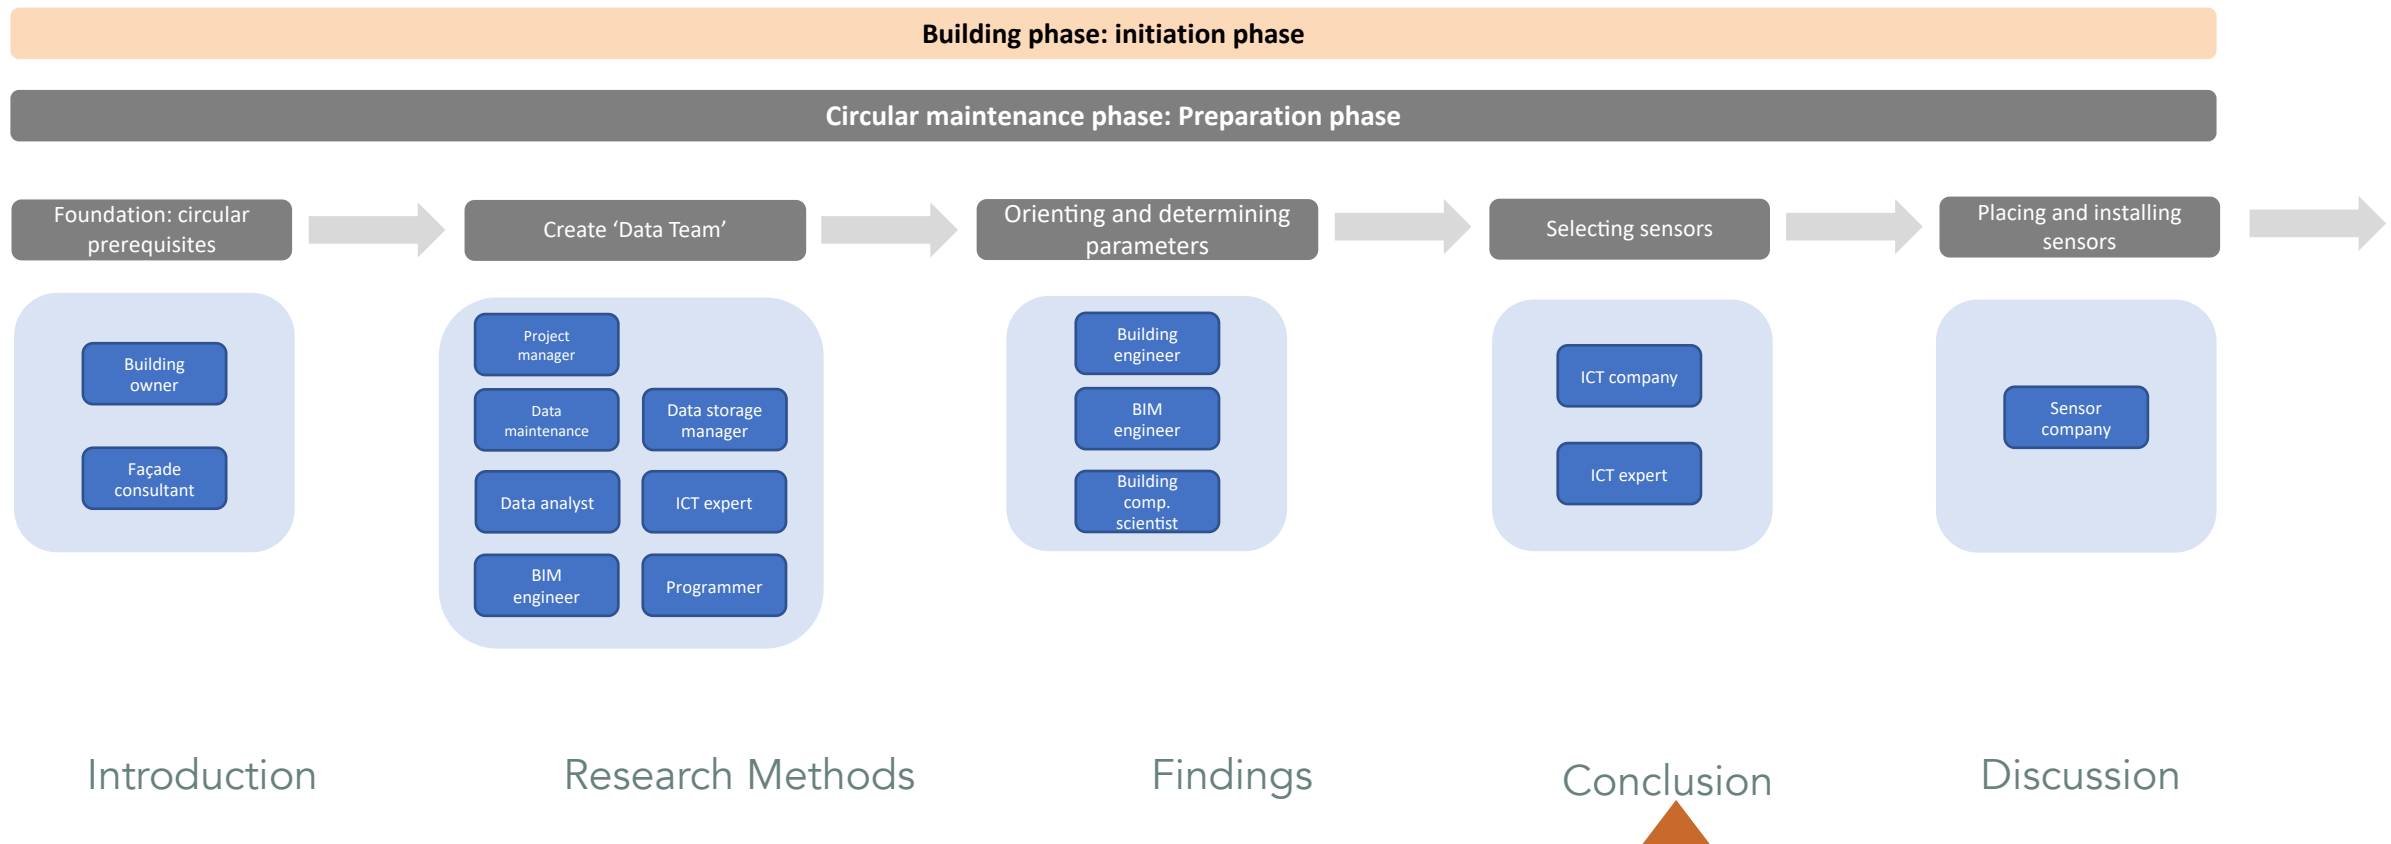 Building phase: initiation phase
Circular maintenance phase: Preparation phase
Foundation: circular
prerequisites
Create ‘Data Team’
Orienting and determining
parameters
Selecting sensors
Placing and installing
sensors
Building
owner
Façade
consultant
Project
manager
Data
maintenance
Data storage
manager
Data analyst
ICT expert
BIM
engineer
Programmer
Building
engineer
BIM
engineer
Building
comp.
scientist
ICT company
ICT expert
Sensor
company
Introduction
Research Methods
Findings
Conclusion
Discussion